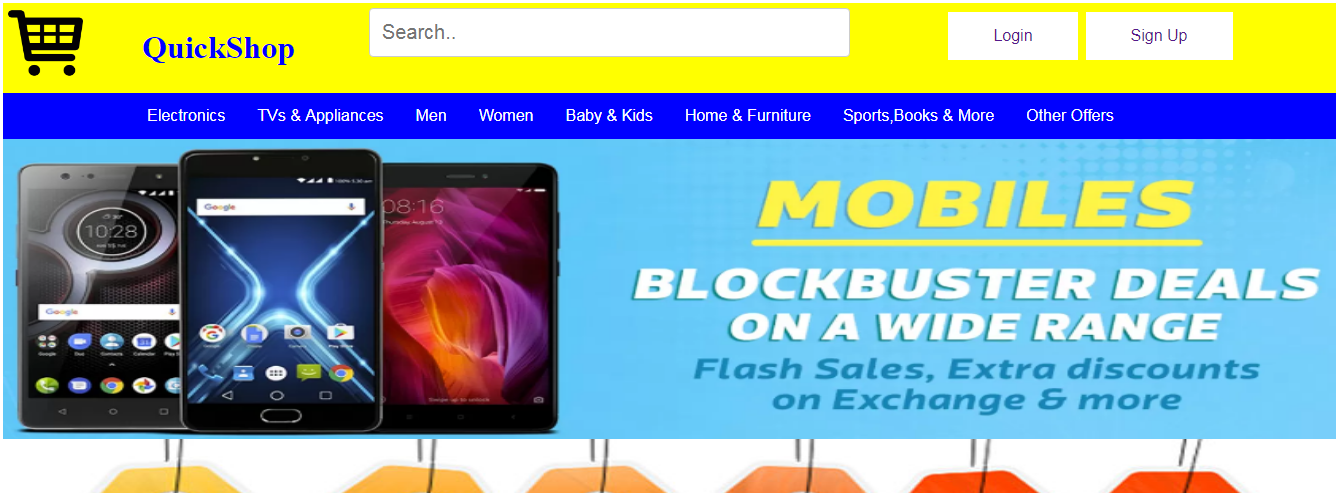 QuickShop
Search..
Login
Sign Up
Electronics TVs & Appliances Men Women Baby & Kids Home & Furniture Sports,Books & More Other Offers
MOBILES
BLOCKBUSTER DEALS
ON A WIDE RANGE
Flash Sales, Extra discounts
on Exchange & more
10:28
Google
Google
08:16